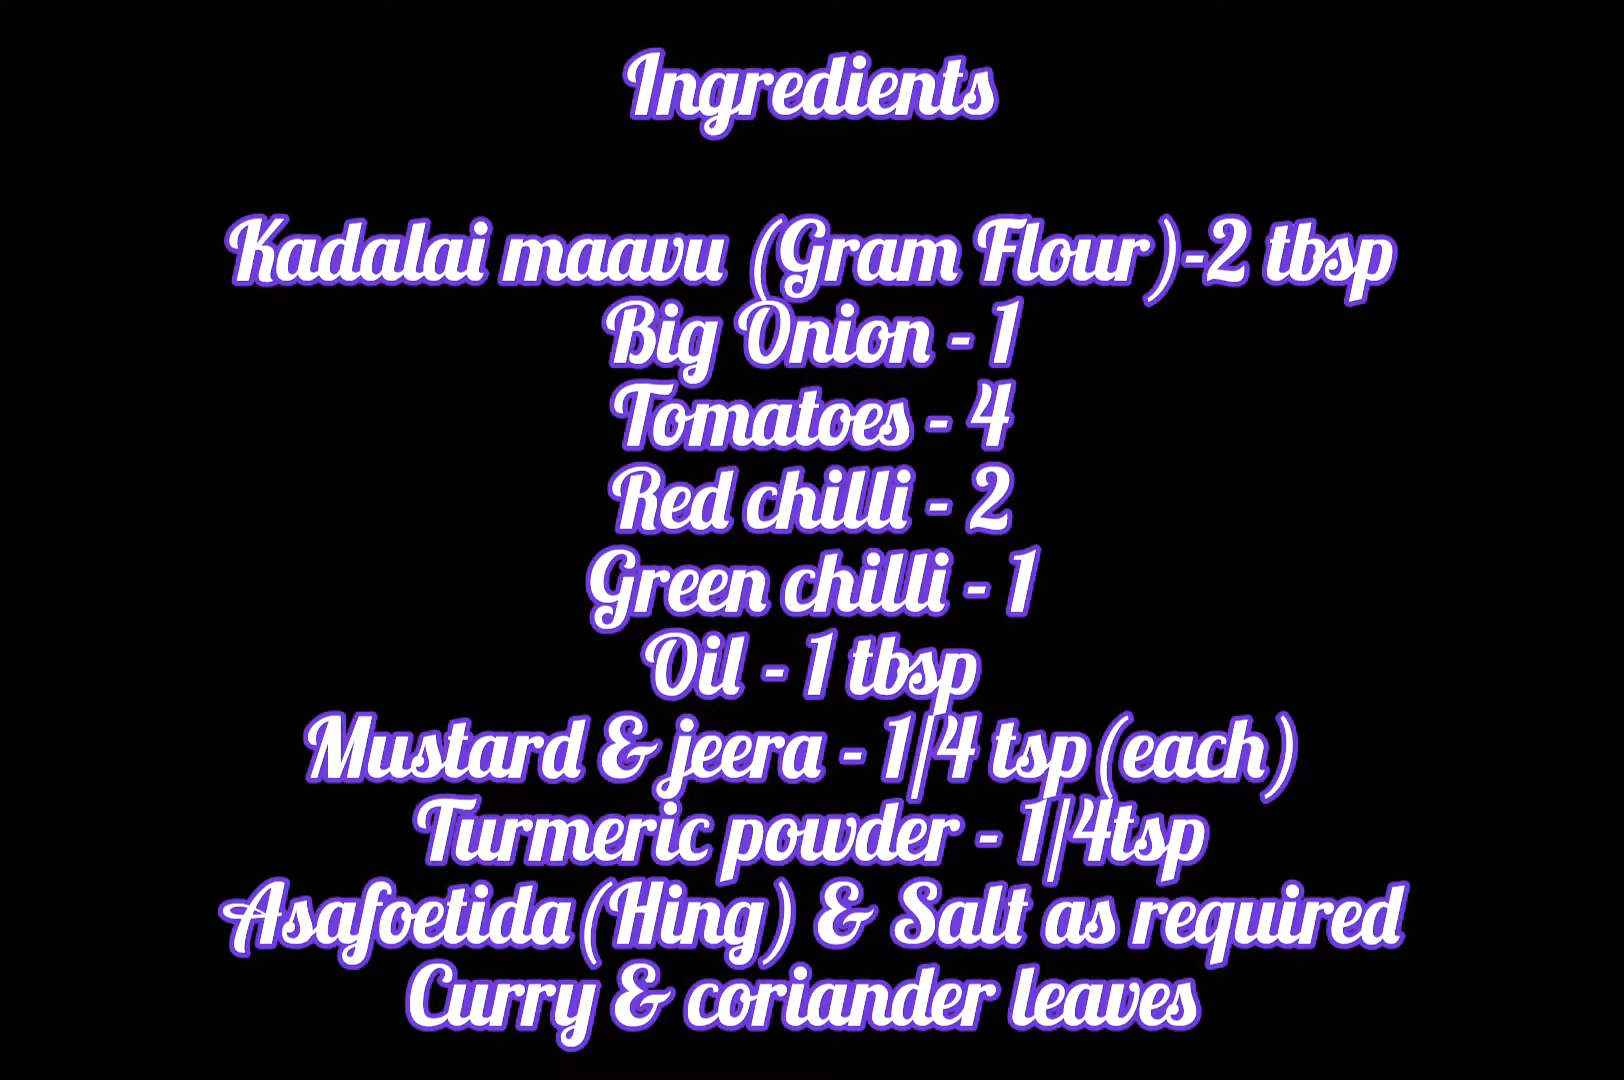 Ingredients
Kadalai maavu (Gram Flour)-2 tbsp
Big Onion - 1
Tomatoes - 4
Red chilli - 2
Green chilli - 1
Oil - 1 tbsp
Mustard & jeera - 1/4 tsp(each)
Turmeric powder - 1/4tsp
Asafoetida(Hing) & Salt as required
Curry & coriander leaves